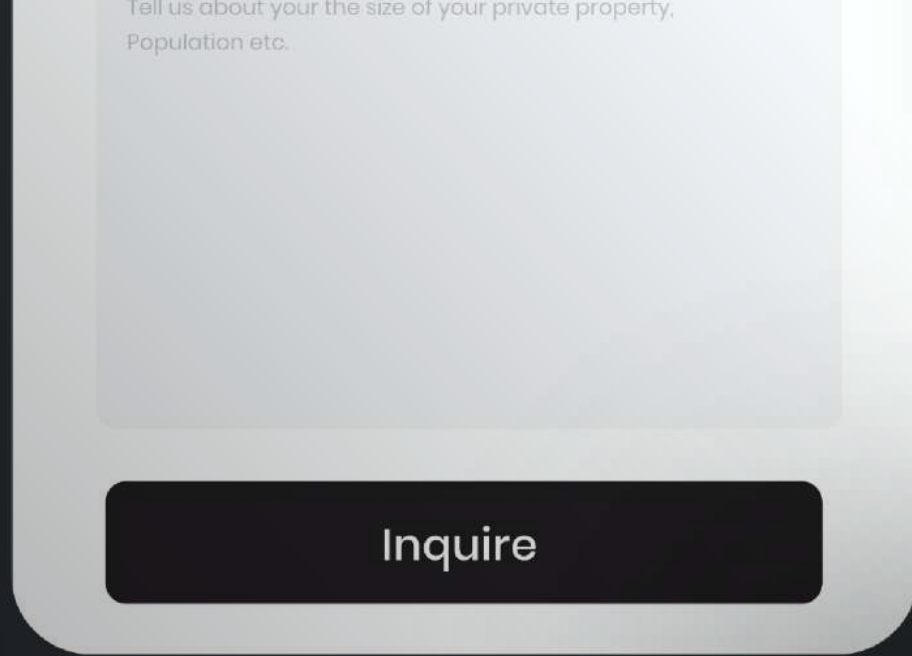 Tell us about your the size of your private property,
Population etc.
Inquire